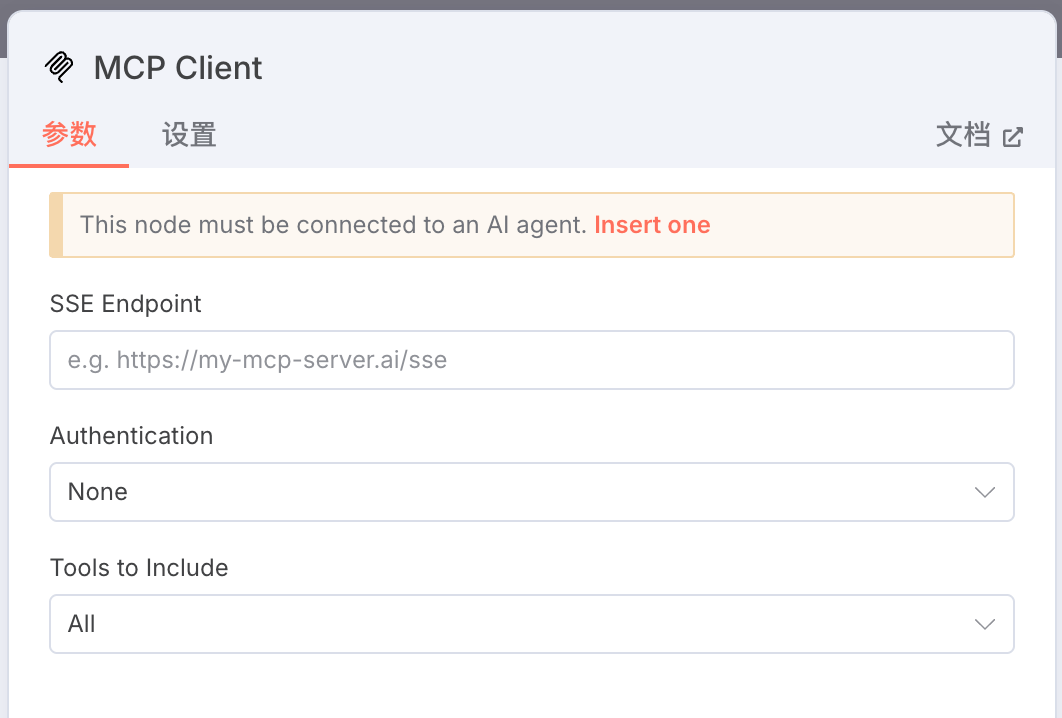 MCP Client
参数 设置 文档
This node must be connected to an AI agent. Insert one
SSE Endpoint
e.g. https://my-mcp-server.ai/sse
Authentication
None
Tools to Include
All